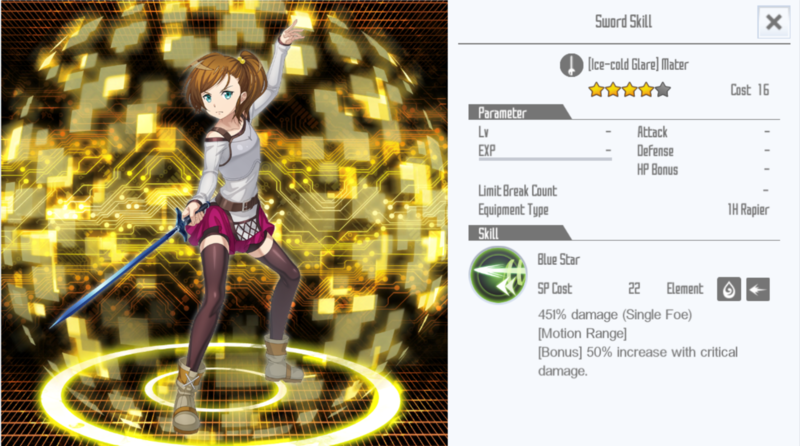 Sword Skill
[Ice-cold Glare] Mater
Cost 16
Parameter
Lv -
Attack -
EXP -
Defense -
HP Bonus -
Limit Break Count -
Equipment Type 1H Rapier
Skill
Blue Star
SP Cost 22 Element
451% damage (Single Foe)
[Motion Range]
[Bonus] 50% increase with critical
damage.